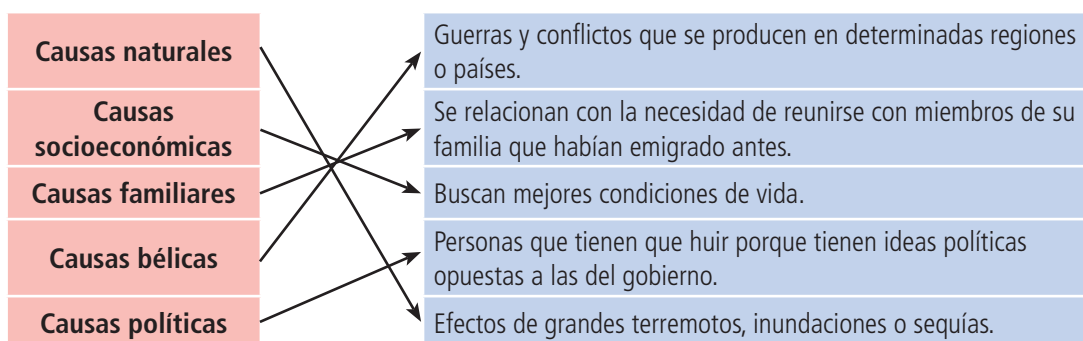 Causas naturales
Guerras y conflictos que se producen en determinadas regiones
o países.
Causas
socioeconómicas
Se relacionan con la necesidad de reunirse con miembros de su
familia que habían emigrado antes.
Causas familiares
Buscan mejores condiciones de vida.
Causas bélicas
Personas que tienen que huir porque tienen ideas políticas
opuestas a las del gobierno.
Causas políticas
Efectos de grandes terremotos, inundaciones o sequías.